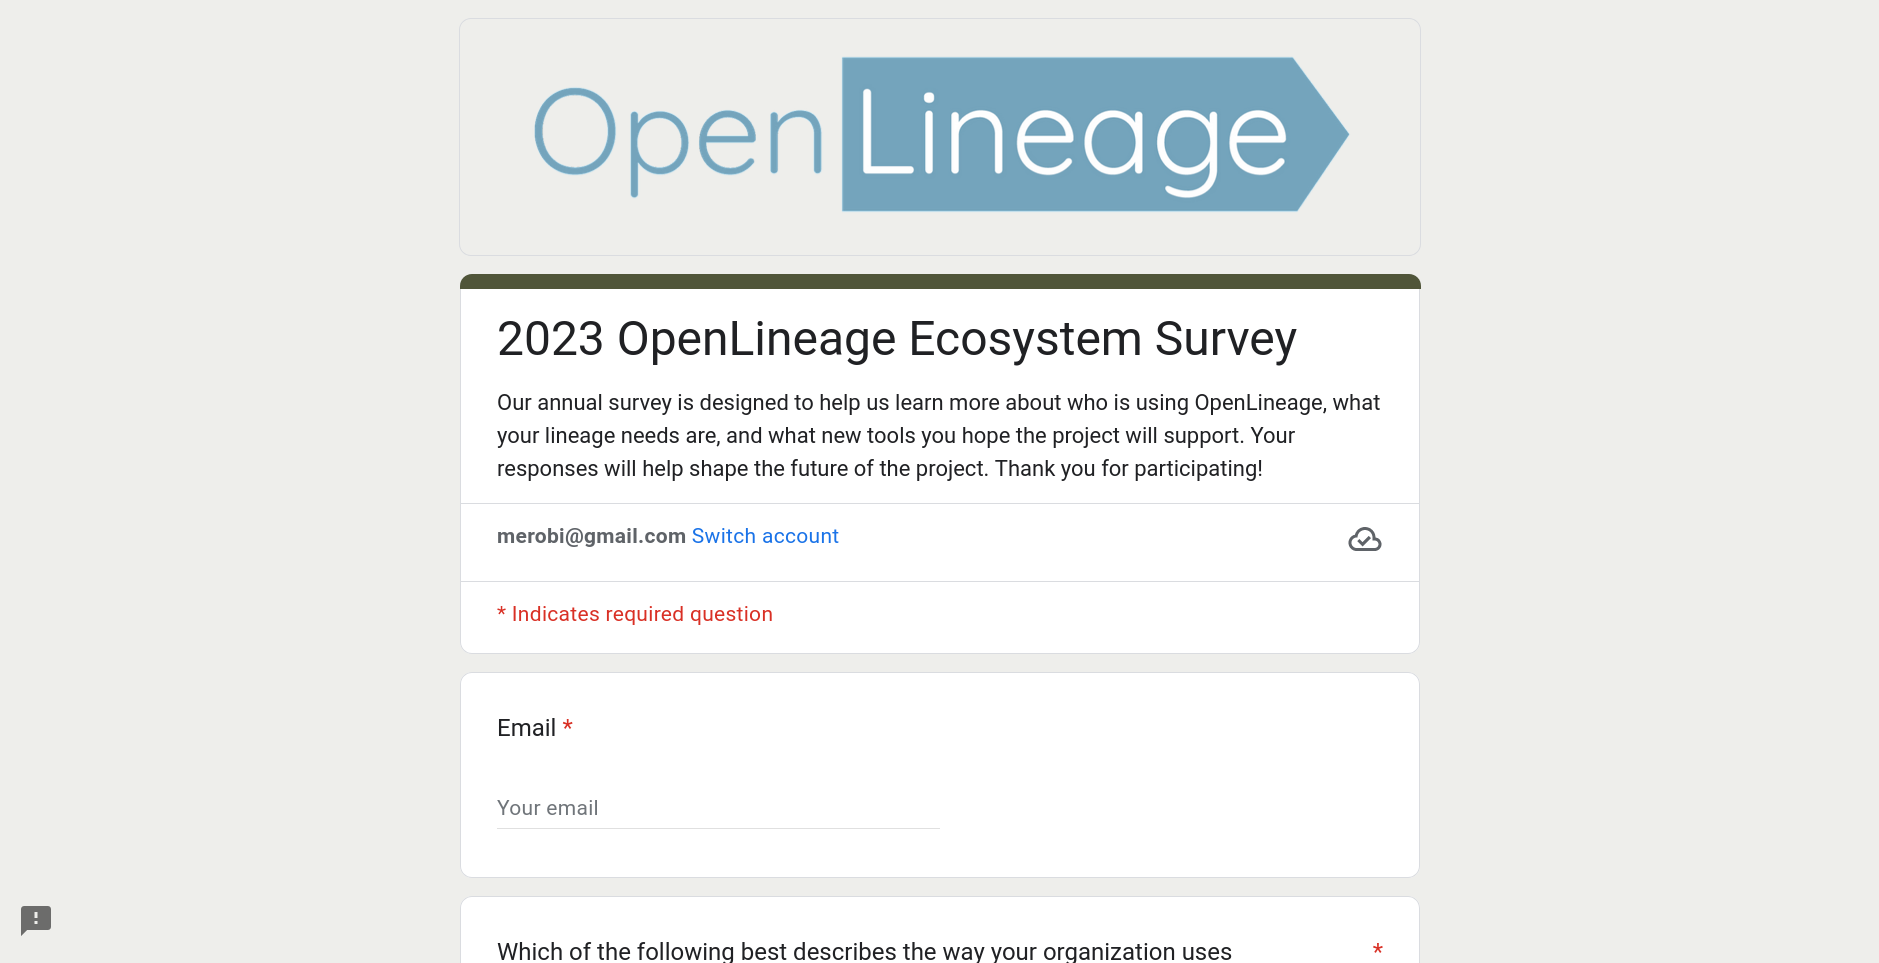 Open Lineage
2023 OpenLineage Ecosystem Survey
Our annual survey is designed to help us learn more about who is using OpenLineage, what
your lineage needs are, and what new tools you hope the project will support. Your
responses will help shape the future of the project. Thank you for participating!
merobi@gmail.com Switch account
* Indicates required question
Email *
Your email
Which of the following best describes the way your organization uses *